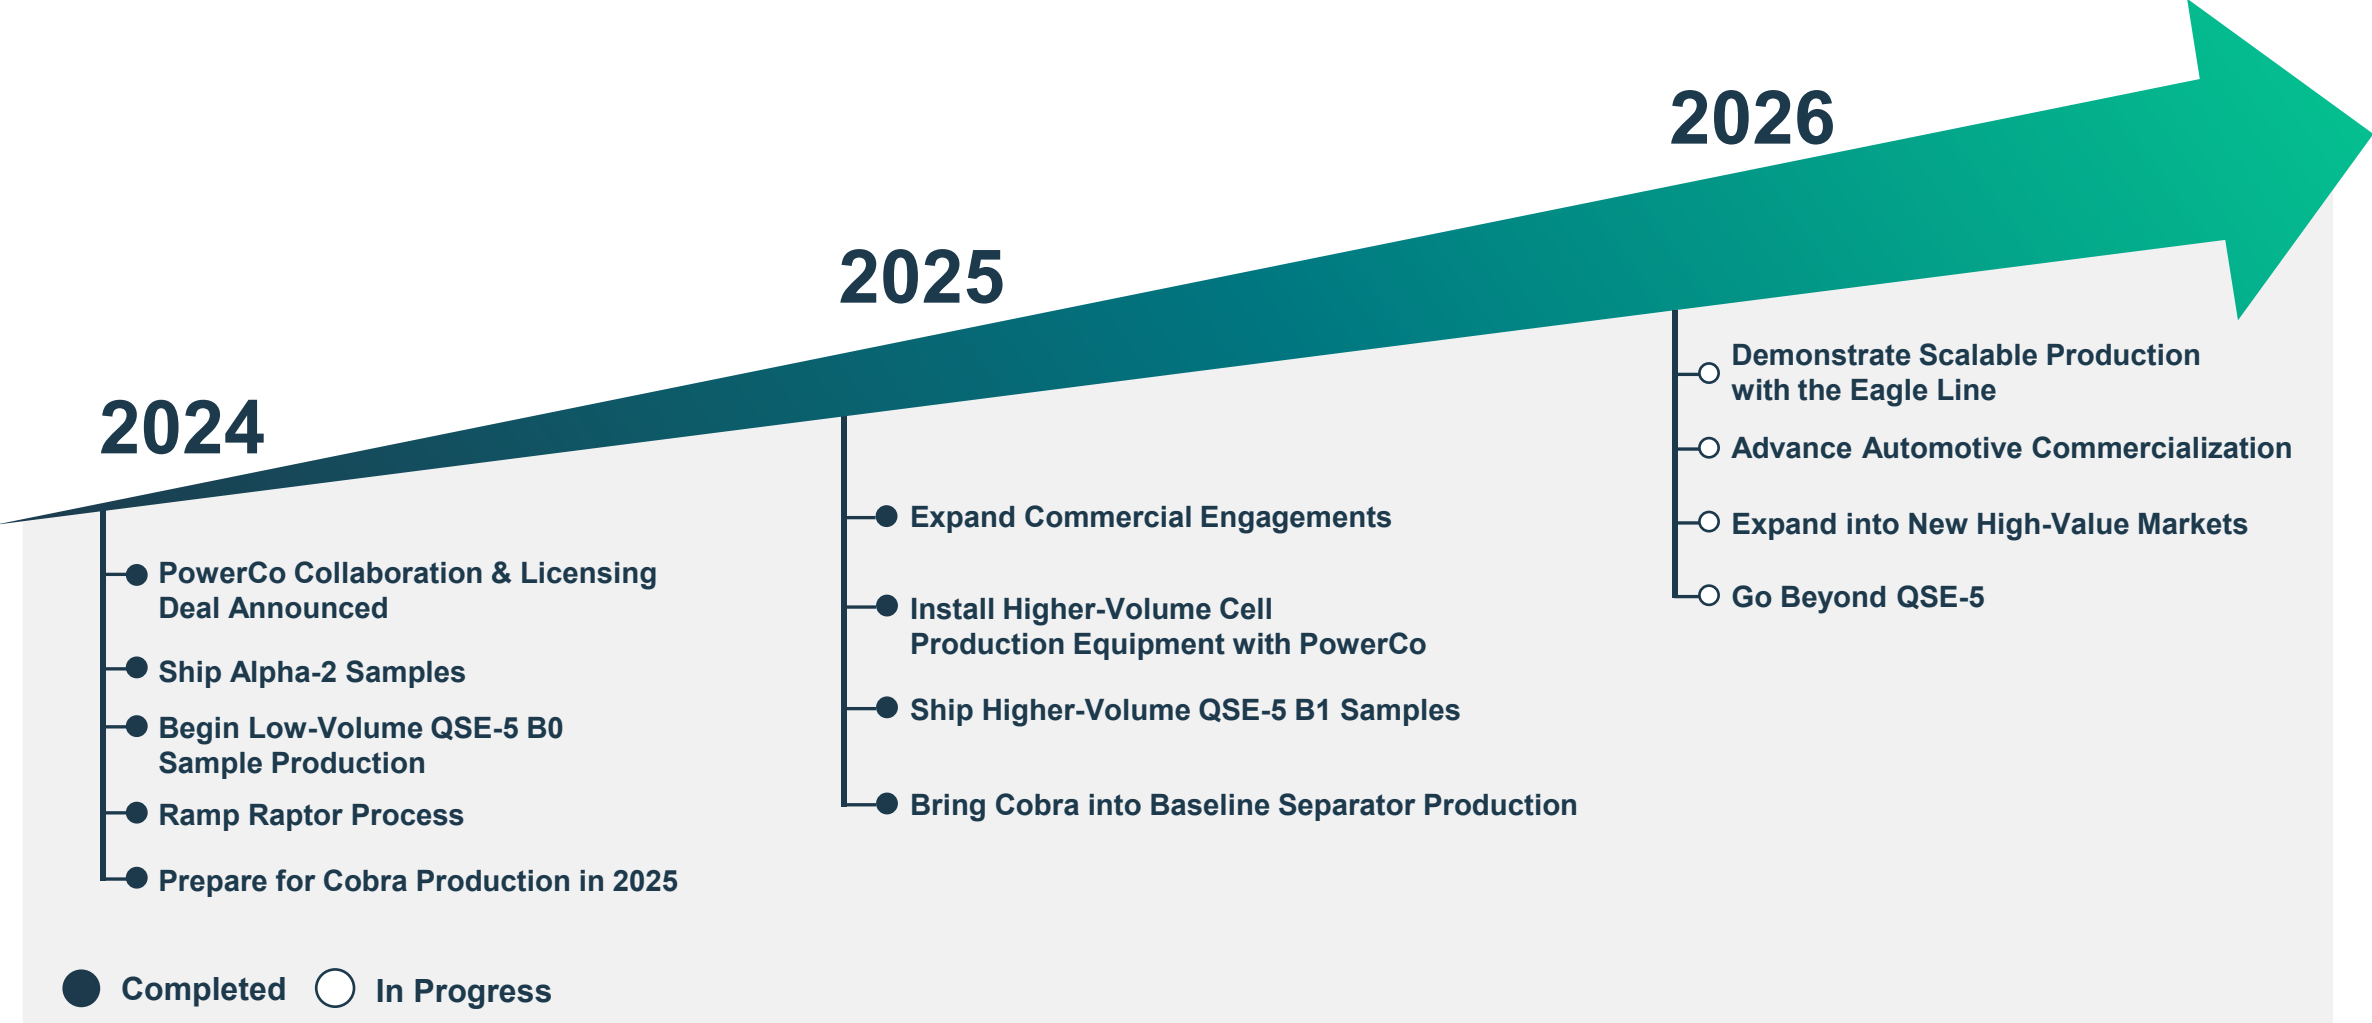 2024
PowerCo Collaboration & Licensing
Deal Announced
Ship Alpha-2 Samples
Begin Low-Volume QSE-5 B0
Sample Production
Ramp Raptor Process
Prepare for Cobra Production in 2025
2025
Expand Commercial Engagements
Install Higher-Volume Cell
Production Equipment with PowerCo
Ship Higher-Volume QSE-5 B1 Samples
Bring Cobra into Baseline Separator Production
2026
Demonstrate Scalable Production
with the Eagle Line
Advance Automotive Commercialization
Expand into New High-Value Markets
Go Beyond QSE-5
Completed
In Progress